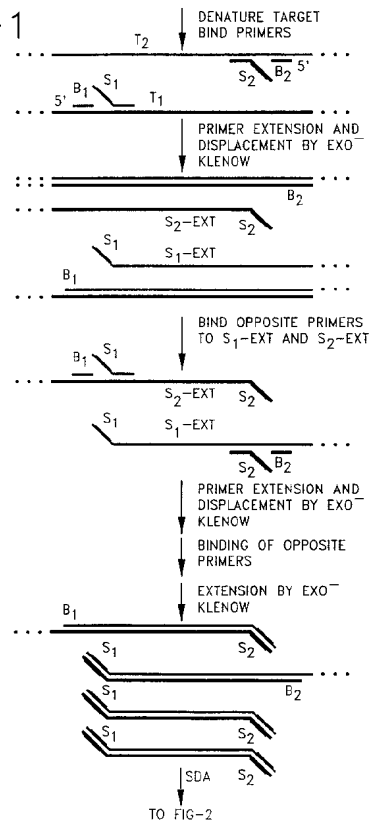 -1
DENATURE TARGET
BIND PRIMERS
T2
S2 B2 5'
5' B1 S1 T1
PRIMER EXTENSION AND
DISPLACEMENT BY EXO⁻
KLENOW
B2
S2-EXT S2
S1 S1-EXT
B1
BIND OPPOSITE PRIMERS
TO S1-EXT AND S2-EXT
B1 S1
S2-EXT S2
S1 S1-EXT
S2 B2
PRIMER EXTENSION AND
DISPLACEMENT BY EXO⁻
KLENOW
BINDING OF OPPOSITE
PRIMERS
EXTENSION BY EXO⁻
KLENOW
B1
S1 S2
S1 B2
S1 S2
SDA S2
TO FIG-2